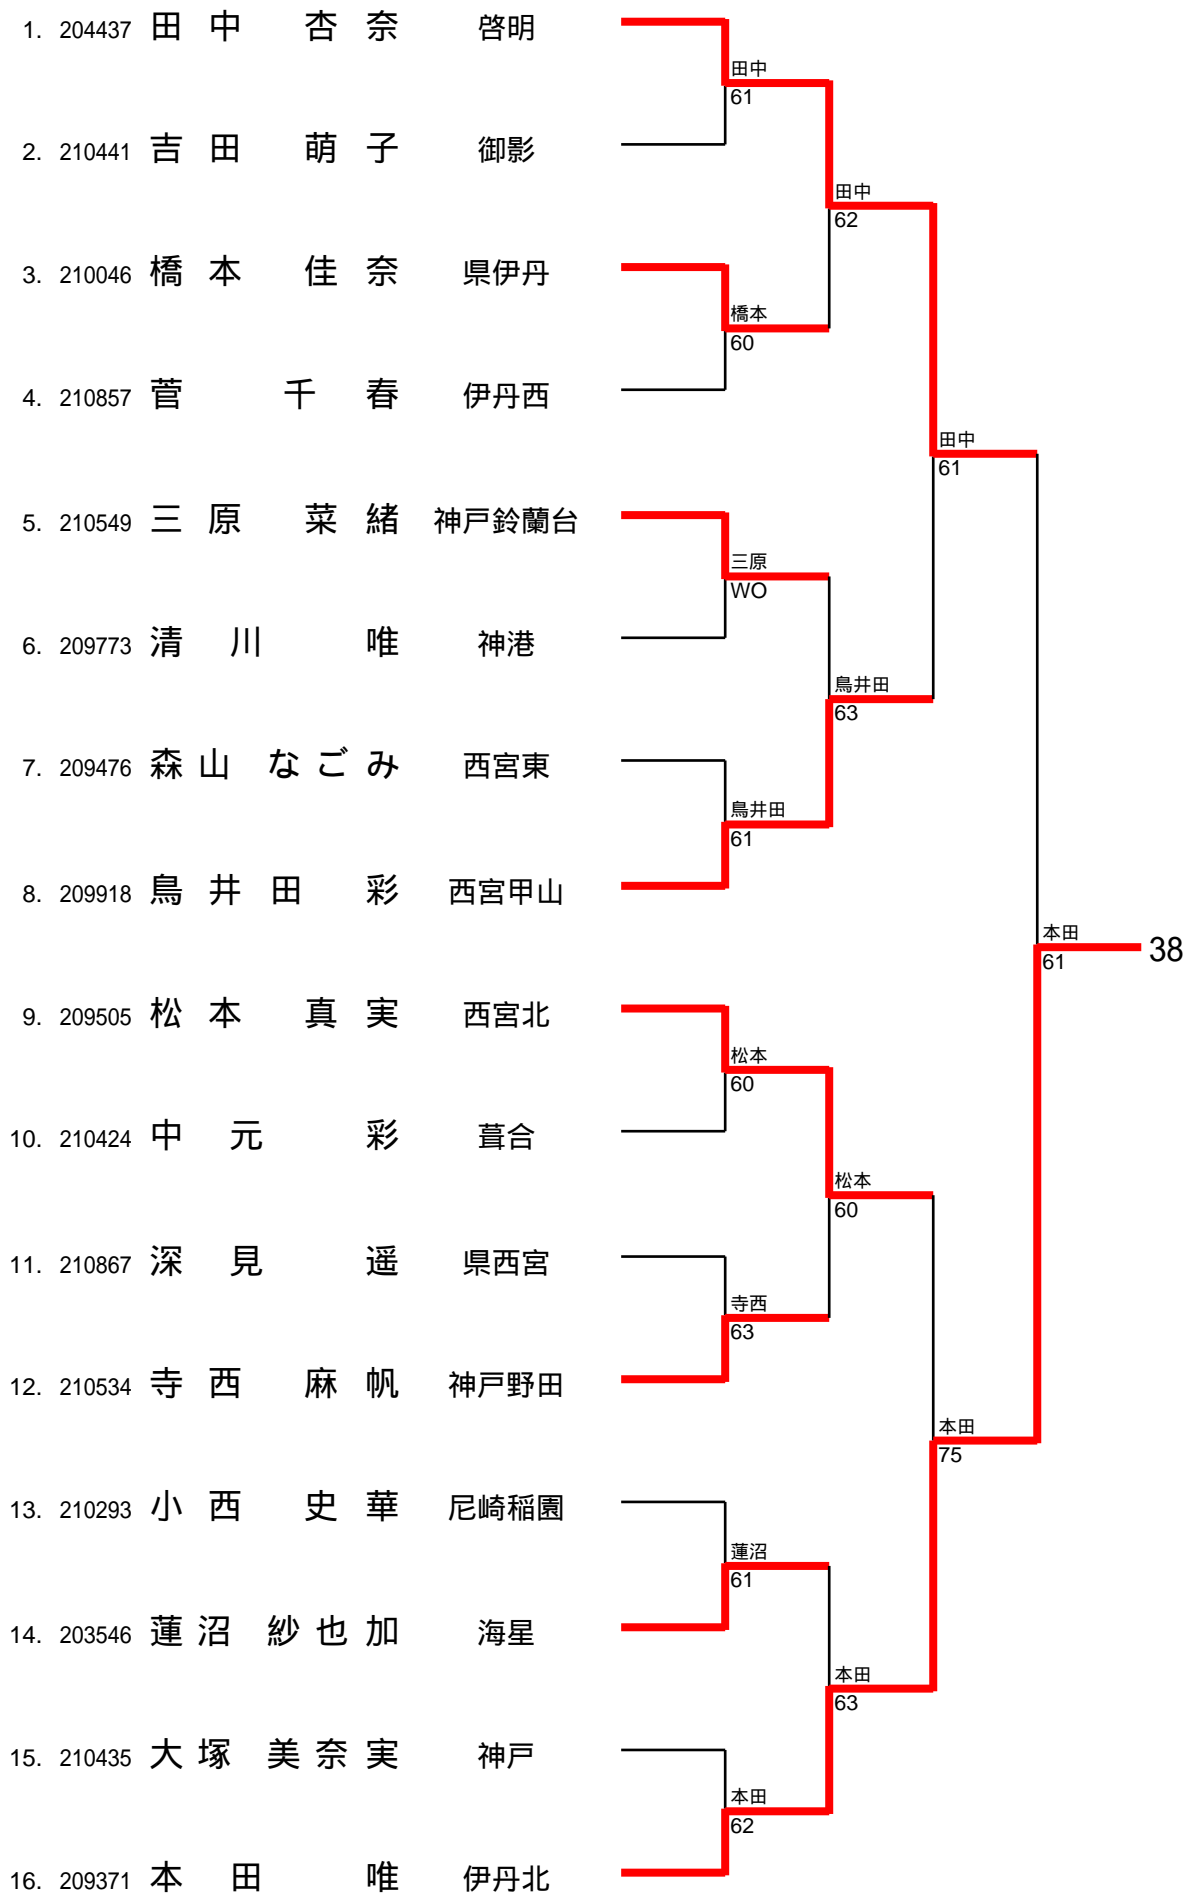 1. 204437 田中 杏奈 啓明
田中
61
2. 210441 吉田 萌子 御影
田中
62
3. 210046 橋本 佳奈 県伊丹
橋本
60
4. 210857 菅 千春 伊丹西
田中
61
5. 210549 三原 菜緒 神戸鈴蘭台
三原
WO
6. 209773 清川 唯 神港
鳥井田
63
7. 209476 森山 なごみ 西宮東
鳥井田
61
8. 209918 鳥井田 彩 西宮甲山
本田
61
38
9. 209505 松本 真実 西宮北
松本
60
10. 210424 中元 彩 葺合
松本
60
11. 210867 深見 遥 県西宮
寺西
63
12. 210534 寺西 麻帆 神戸野田
本田
75
13. 210293 小西 史華 尼崎稲園
蓮沼
61
14. 203546 蓮沼 紗也加 海星
本田
63
15. 210435 大塚 美奈実 神戸
本田
62
16. 209371 本田 唯 伊丹北